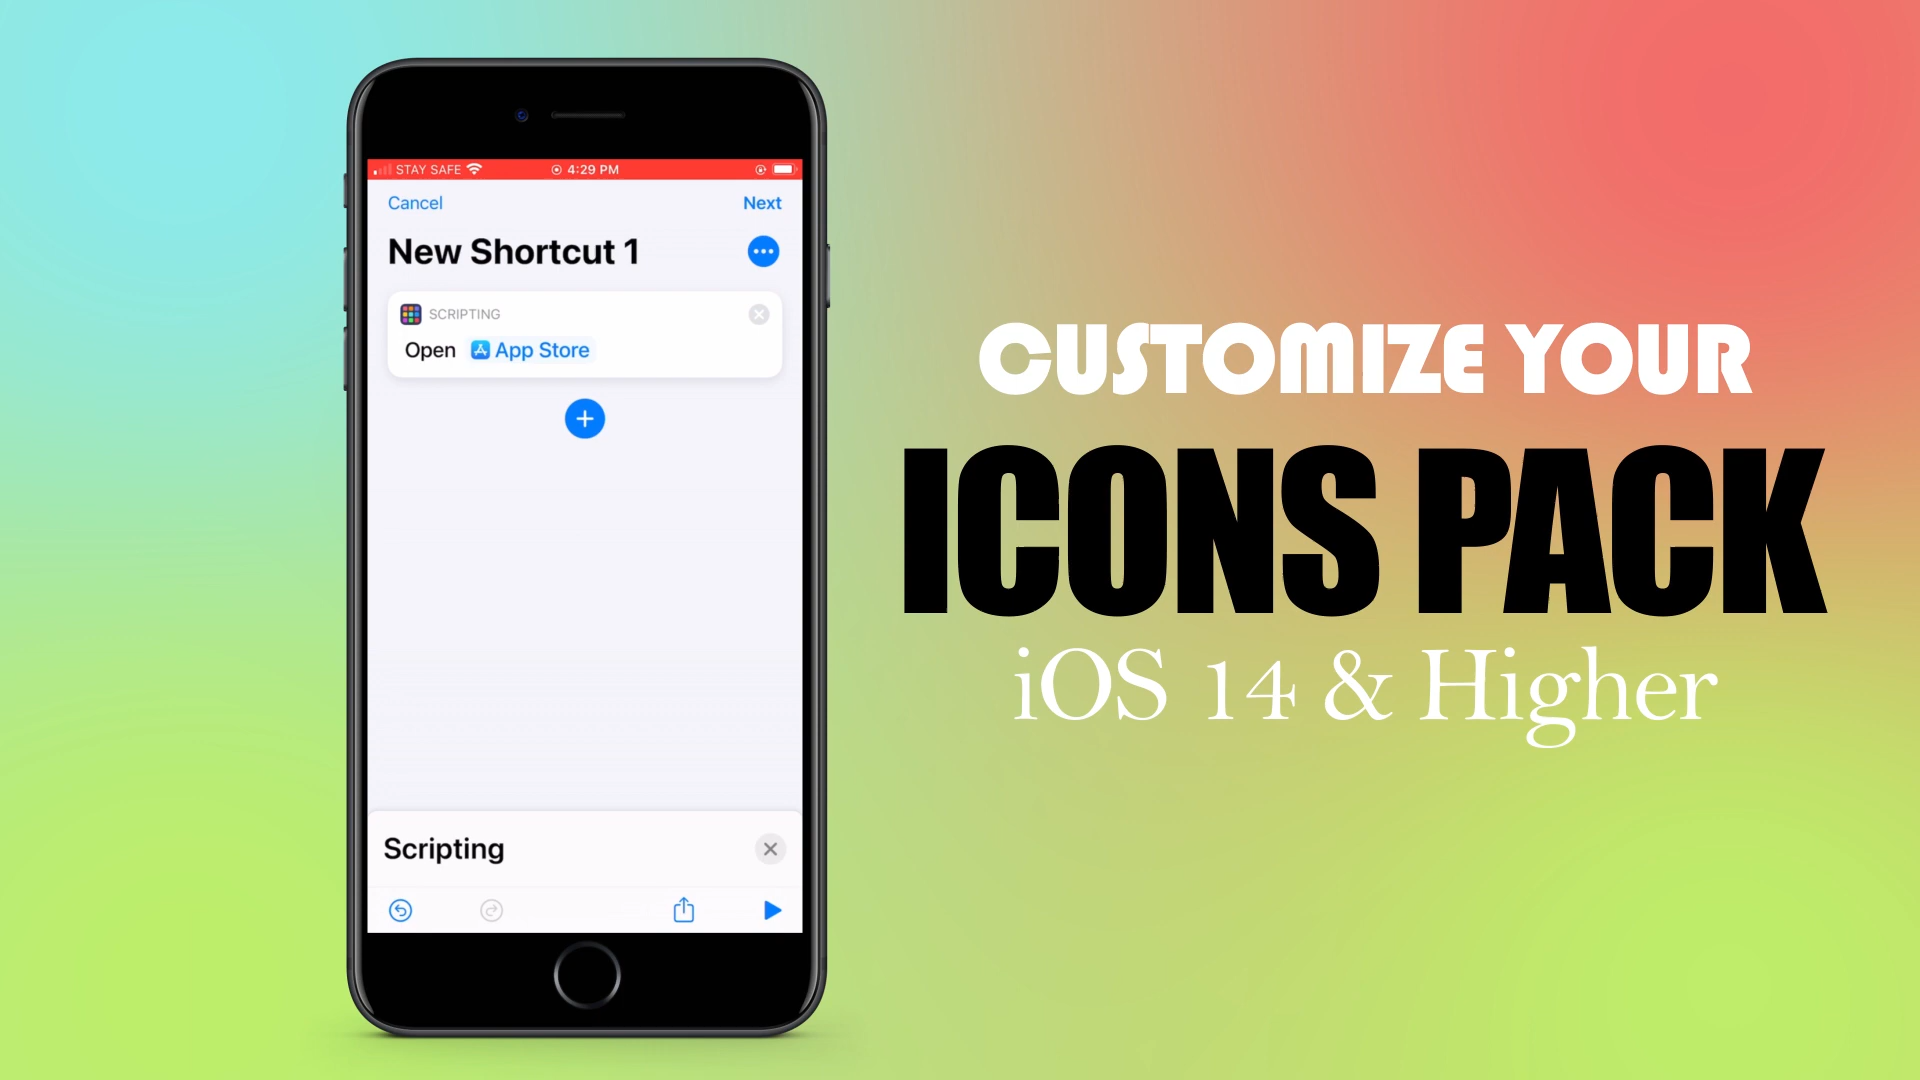 STAY SAFE 4:29 PM
Cancel Next
New Shortcut 1
SCRIPTING
Open App Store
Scripting
CUSTOMIZE YOUR
ICONS PACK
iOS 14 & Higher